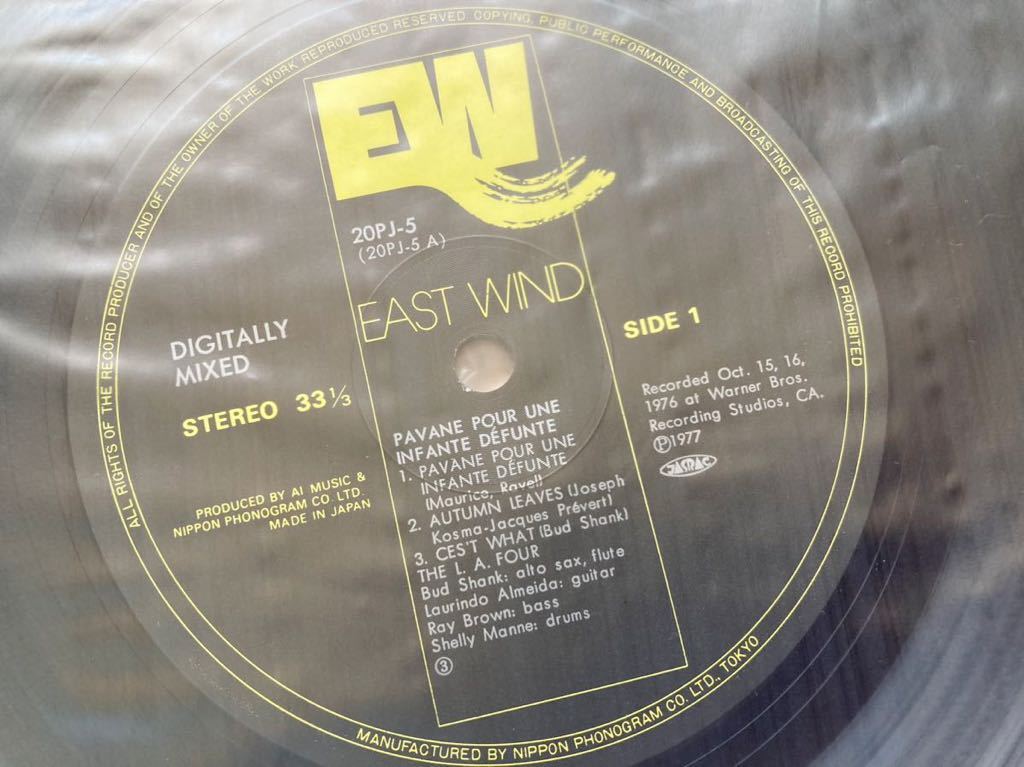 ALL RIGHTS OF THE RECORD PRODUCER AND OF THE OWNER OF THE WORK REPRODUCED RESERVED. COPYING, PUBLIC PERFORMANCE AND BROADCASTING OF THIS RECORD PROHIBITED
EW
20PJ-5
(20PJ-5 A)
EAST WIND
DIGITALLY
MIXED
STEREO 33 1/3
PRODUCED BY AI MUSIC &
NIPPON PHONOGRAM CO. LTD.
MADE IN JAPAN
SIDE 1
Recorded Oct. 15, 16,
1976 at Warner Bros.
Recording Studios, CA.
Ⓟ1977
JASRAC
PAVANE POUR UNE
INFANTE DÉFUNTE
1. PAVANE POUR UNE
INFANTE DÉFUNTE
(Maurice Ravel)
2. AUTUMN LEAVES (Joseph
Kosma-Jacques Prévert)
3. CES'T WHAT (Bud Shank)
THE L. A. FOUR
Bud Shank: alto sax, flute
Laurindo Almeida: guitar
Ray Brown: bass
Shelly Manne: drums
③
MANUFACTURED BY NIPPON PHONOGRAM CO. LTD., TOKYO